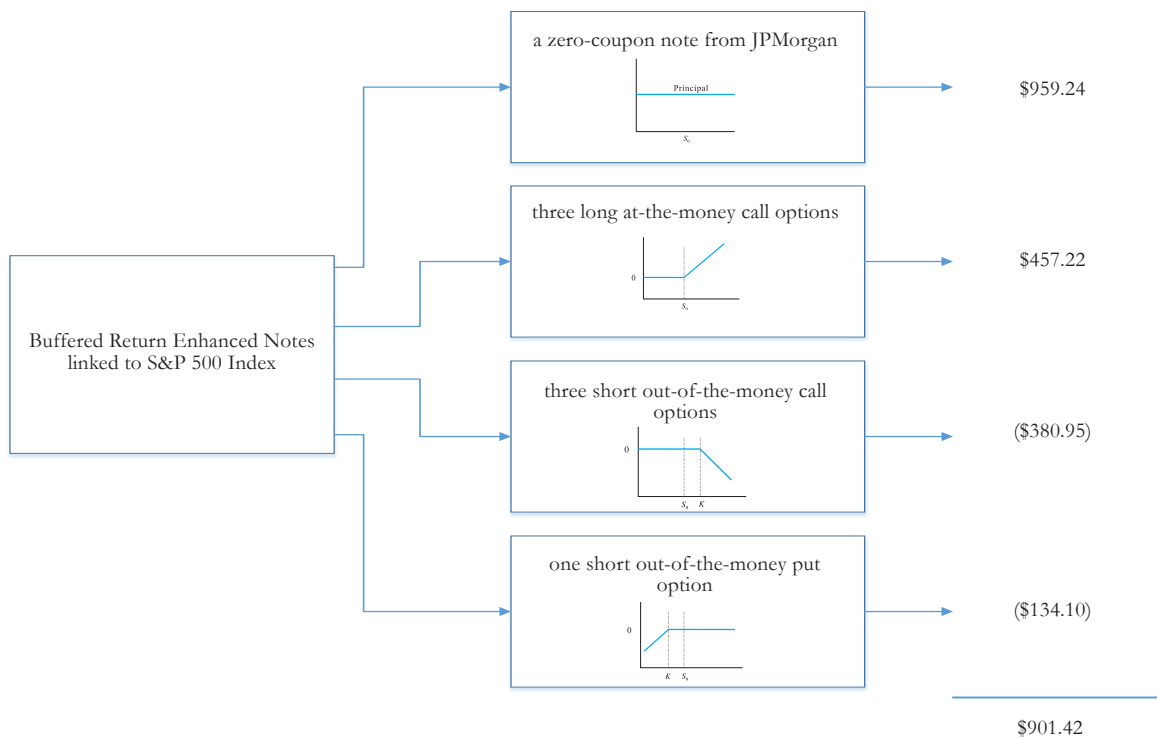 a zero-coupon note from JPMorgan
Principal
S₀
$959.24
three long at-the-money call options
0
S₀
$457.22
Buffered Return Enhanced Notes
linked to S&P 500 Index
three short out-of-the-money call
options
0
S₀ K
($380.95)
one short out-of-the-money put
option
0
K S₀
($134.10)
$901.42